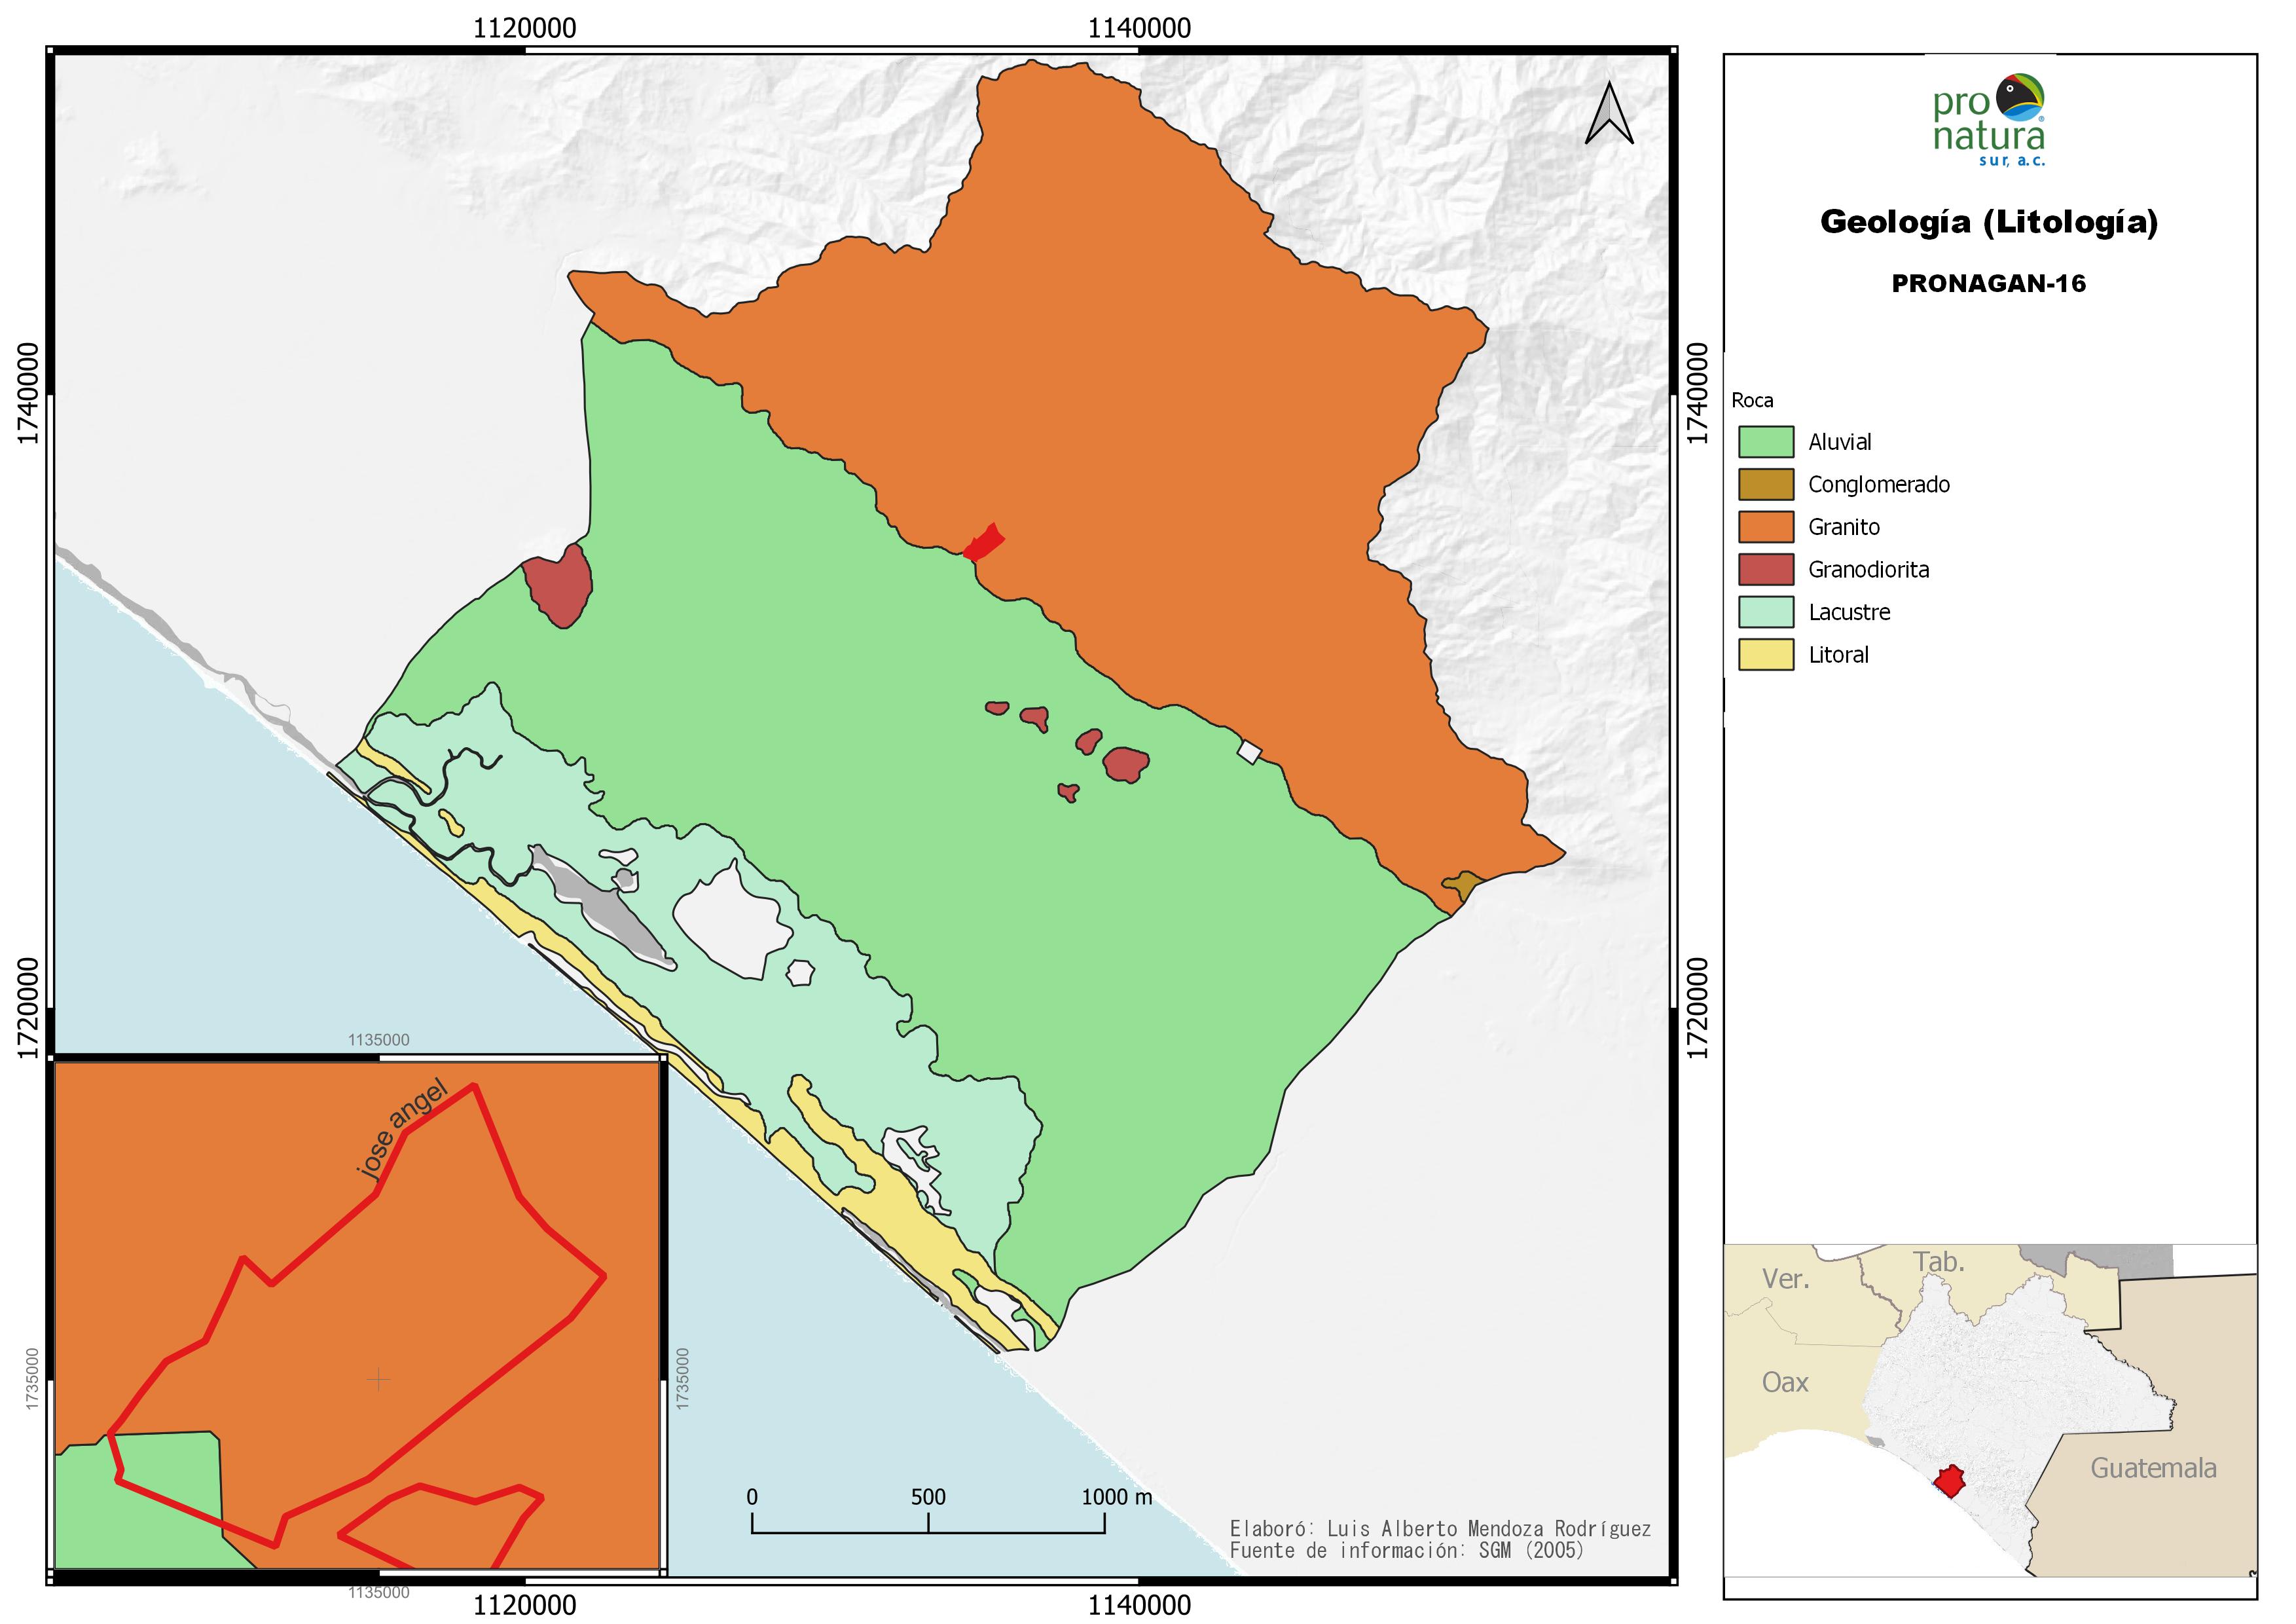 1120000
1140000
1740000
1740000
1720000
1720000
1135000
jose angel
1735000
1735000
1135000
0
500
1000 m
Elaboró: Luis Alberto Mendoza Rodríguez
Fuente de información: SGM (2005)
1120000
1140000
pro
natura
sur, a.c.
Geología (Litología)
PRONAGAN-16
Roca
Aluvial
Conglomerado
Granito
Granodiorita
Lacustre
Litoral
Ver.
Tab.
Oax
Guatemala